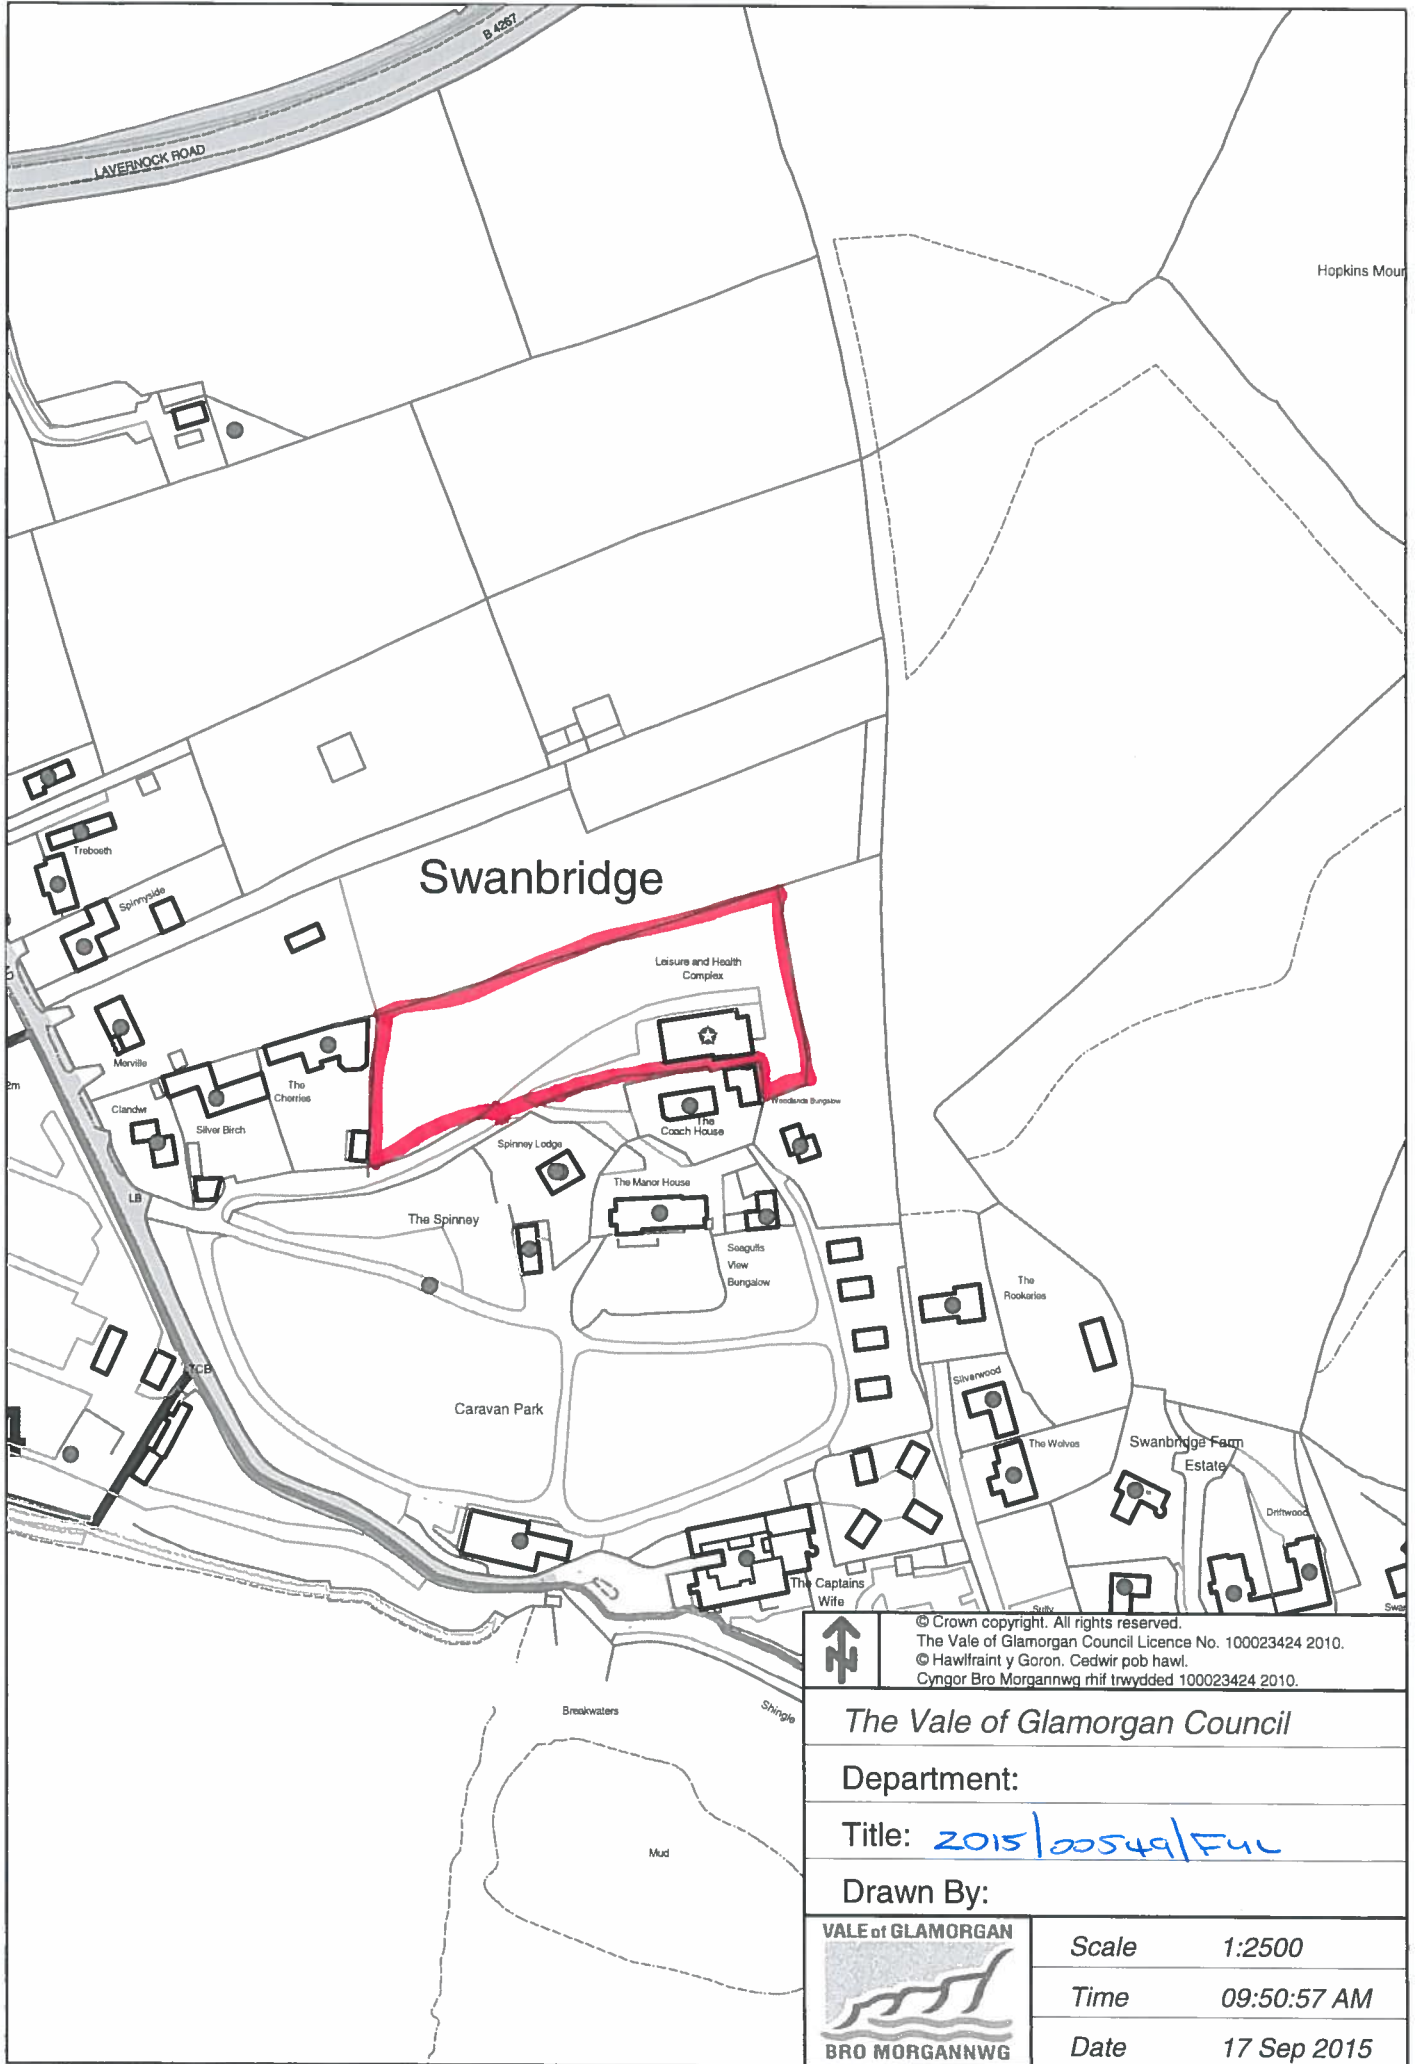 B 4267
LAVERNOCK ROAD
Hopkins Moun
Swanbridge
Treboeth
Spinnyside
Leisure and Health
Complex
Merville
2m
The
Cherries
Clandwr
Silver Birch
Woodlands Bungalow
The
Coach House
Spinney Lodge
LB
The Manor House
The Spinney
Seagulls
View
Bungalow
The
Rookeries
TCB
Silverwood
Caravan Park
The Wolves
Swanbridge Farm
Estate
Driftwood
The Captains
Wife
Sully
Swan
© Crown copyright. All rights reserved.
The Vale of Glamorgan Council Licence No. 100023424 2010.
© Hawlfraint y Goron. Cedwir pob hawl.
Cyngor Bro Morgannwg rhif trwydded 100023424 2010.
N
Breakwaters
Shingle
The Vale of Glamorgan Council
Department:
Title: 2015/00549/FUL
Mud
Drawn By:
VALE of GLAMORGAN
BRO MORGANNWG
Scale 1:2500
Time 09:50:57 AM
Date 17 Sep 2015